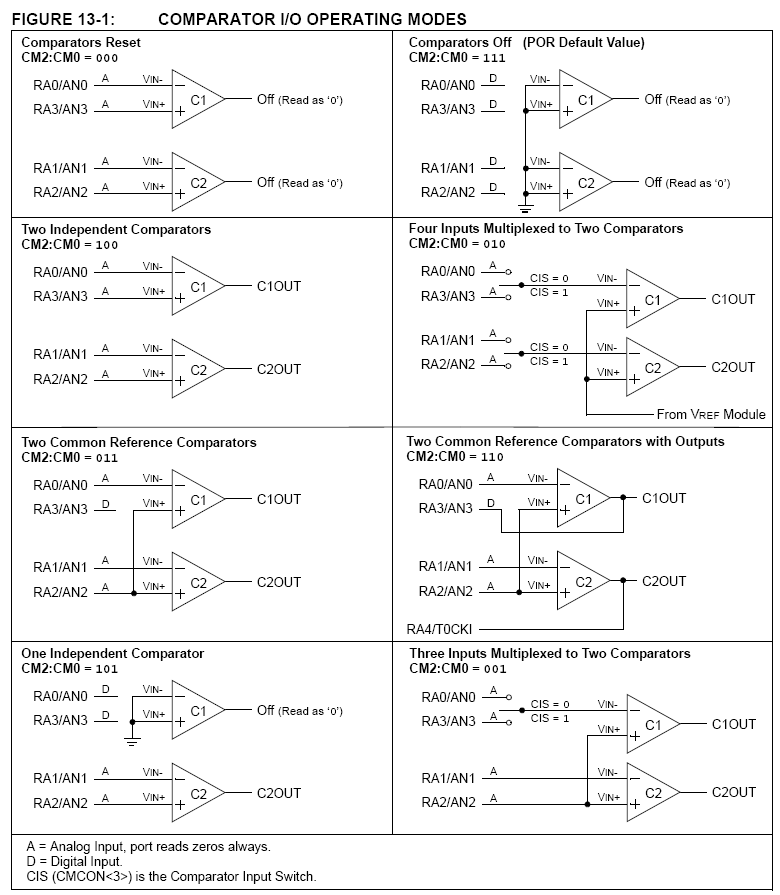 FIGURE 13-1: COMPARATOR I/O OPERATING MODES
Comparators Reset
CM2:CM0 = 000
RA0/AN0 A VIN-
RA3/AN3 A VIN+
C1
Off (Read as ‘0’)
RA1/AN1 A VIN-
RA2/AN2 A VIN+
C2
Off (Read as ‘0’)
Comparators Off (POR Default Value)
CM2:CM0 = 111
RA0/AN0 D VIN-
RA3/AN3 D VIN+
C1
Off (Read as ‘0’)
RA1/AN1 D VIN-
RA2/AN2 D VIN+
C2
Off (Read as ‘0’)
Two Independent Comparators
CM2:CM0 = 100
RA0/AN0 A VIN-
RA3/AN3 A VIN+
C1
C1OUT
RA1/AN1 A VIN-
RA2/AN2 A VIN+
C2
C2OUT
Four Inputs Multiplexed to Two Comparators
CM2:CM0 = 010
RA0/AN0 A CIS = 0 VIN-
RA3/AN3 A CIS = 1 VIN+
C1
C1OUT
RA1/AN1 A CIS = 0 VIN-
RA2/AN2 A CIS = 1 VIN+
C2
C2OUT
From VREF Module
Two Common Reference Comparators
CM2:CM0 = 011
RA0/AN0 A VIN-
RA3/AN3 D VIN+
C1
C1OUT
RA1/AN1 A VIN-
RA2/AN2 A VIN+
C2
C2OUT
Two Common Reference Comparators with Outputs
CM2:CM0 = 110
RA0/AN0 A VIN-
RA3/AN3 D VIN+
C1
C1OUT
RA1/AN1 A VIN-
RA2/AN2 A VIN+
C2
C2OUT
RA4/T0CKI
One Independent Comparator
CM2:CM0 = 101
RA0/AN0 D VIN-
RA3/AN3 D VIN+
C1
Off (Read as ‘0’)
RA1/AN1 A VIN-
RA2/AN2 A VIN+
C2
C2OUT
Three Inputs Multiplexed to Two Comparators
CM2:CM0 = 001
RA0/AN0 A CIS = 0 VIN-
RA3/AN3 A CIS = 1 VIN+
C1
C1OUT
RA1/AN1 A VIN-
RA2/AN2 A VIN+
C2
C2OUT
A = Analog Input, port reads zeros always.
D = Digital Input.
CIS (CMCON<3>) is the Comparator Input Switch.